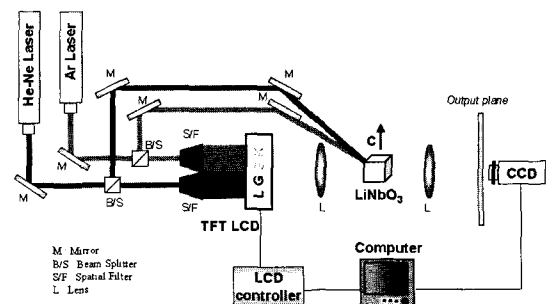 He-Ne Laser
Ar Laser
M
M
M
M
Output plane
S/F
B/S
C
CCD
M
L
LiNbO3
L
M
B/S
S/F
TFT LCD
M Mirror
B/S Beam Splitter
S/F Spatial Filter
L Lens
LCD
controller
Computer